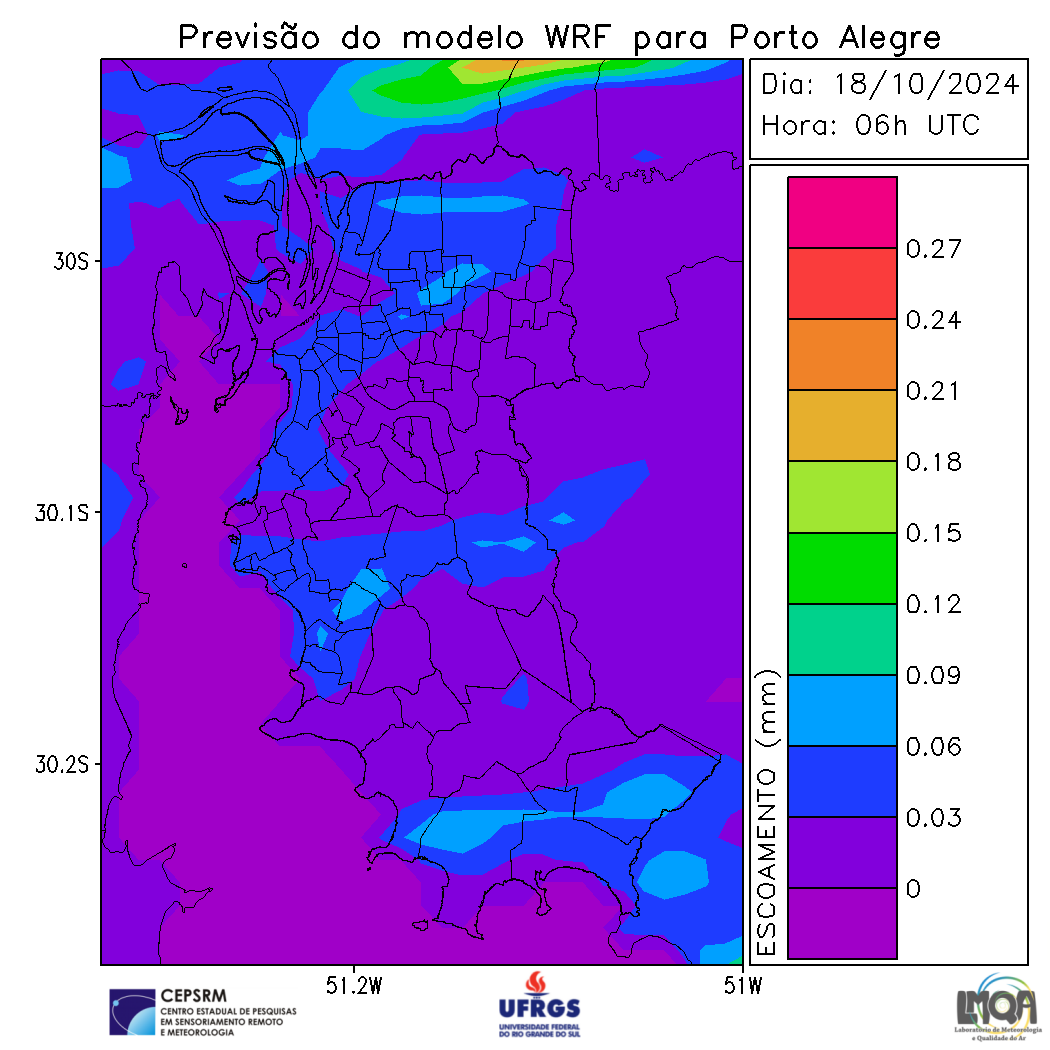 Previsão do modelo WRF para Porto Alegre
Dia: 18/10/2024
Hora: 06h UTC
30S
30.1S
30.2S
51.2W
51W
ESCOAMENTO (mm)
0.27
0.24
0.21
0.18
0.15
0.12
0.09
0.06
0.03
0
CEPSRM
CENTRO ESTADUAL DE PESQUISAS
EM SENSORIAMENTO REMOTO
E METEOROLOGIA
UFRGS
UNIVERSIDADE FEDERAL
DO RIO GRANDE DO SUL
LMQA
Laboratório de Meteorologia
e Qualidade do Ar